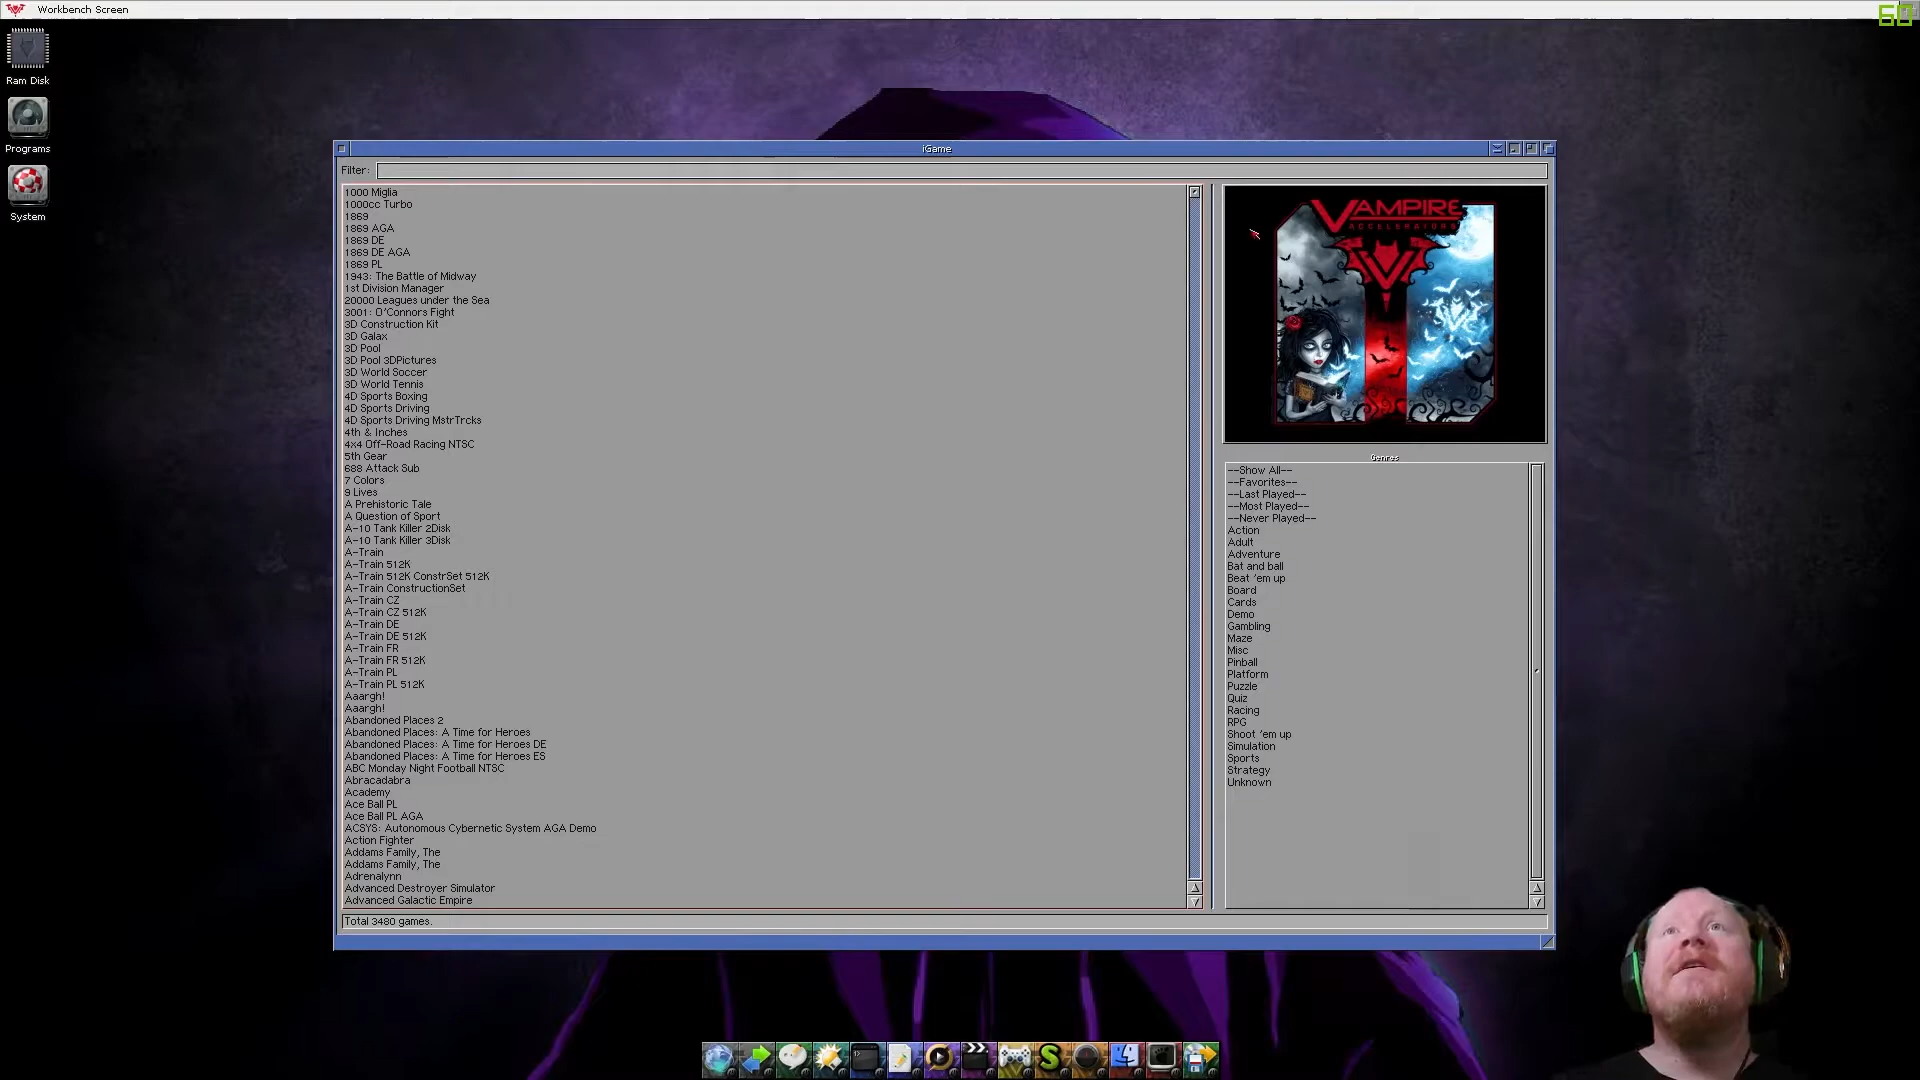 Workbench Screen
60
Ram Disk
Programs
System
iGame
Filter:
1000 Miglia
1000cc Turbo
1869
1869 AGA
1869 DE
1869 DE AGA
1869 PL
1943: The Battle of Midway
1st Division Manager
20000 Leagues under the Sea
3001: O'Connors Fight
3D Construction Kit
3D Galax
3D Pool
3D Pool 3DPictures
3D World Soccer
3D World Tennis
4D Sports Boxing
4D Sports Driving
4D Sports Driving MstrTrcks
4th & Inches
4x4 Off-Road Racing NTSC
5th Gear
688 Attack Sub
7 Colors
9 Lives
A Prehistoric Tale
A Question of Sport
A-10 Tank Killer 2Disk
A-10 Tank Killer 3Disk
A-Train
A-Train 512K
A-Train 512K ConstrSet 512K
A-Train ConstructionSet
A-Train CZ
A-Train CZ 512K
A-Train DE
A-Train DE 512K
A-Train FR
A-Train FR 512K
A-Train PL
A-Train PL 512K
Aaargh!
Aaargh!
Abandoned Places 2
Abandoned Places: A Time for Heroes
Abandoned Places: A Time for Heroes DE
Abandoned Places: A Time for Heroes ES
ABC Monday Night Football NTSC
Abracadabra
Academy
Ace Ball PL
Ace Ball PL AGA
ACSYS: Autonomous Cybernetic System AGA Demo
Action Fighter
Addams Family, The
Addams Family, The
Adrenalynn
Advanced Destroyer Simulator
Advanced Galactic Empire
Total 3480 games.
VAMPIRE
ACCELERATORS
Genres
--Show All--
--Favorites--
--Last Played--
--Most Played--
--Never Played--
Action
Adult
Adventure
Bat and ball
Beat 'em up
Board
Cards
Demo
Gambling
Maze
Misc
Pinball
Platform
Puzzle
Quiz
Racing
RPG
Shoot 'em up
Simulation
Sports
Strategy
Unknown